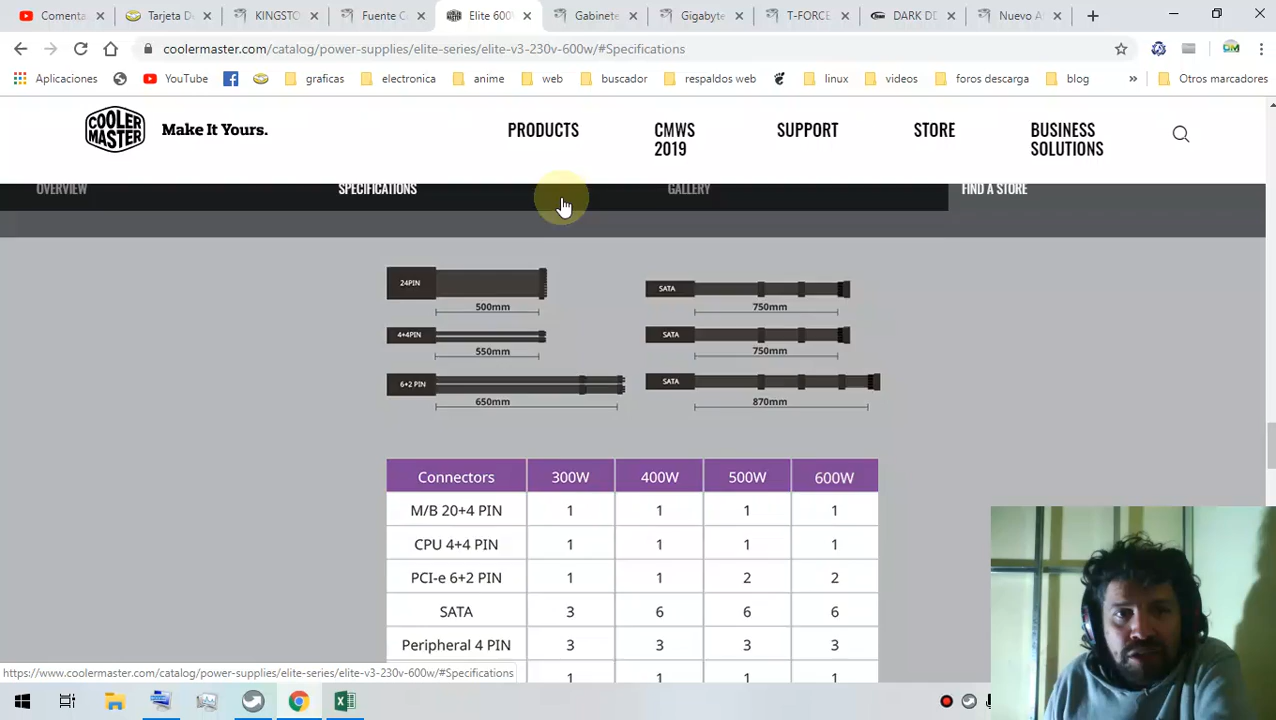 Comenta
Tarjeta D
KINGSTO
Fuente C
Elite 600
Gabinete
Gigabyte
T-FORCE
DARK DD
Nuevo A
coolermaster.com/catalog/power-supplies/elite-series/elite-v3-230v-600w/#Specifications
Aplicaciones YouTube graficas electronica anime web buscador respaldos web linux videos foros descarga blog » Otros marcadores
COOLER MASTER
Make It Yours.
PRODUCTS
CMWS
2019
SUPPORT
STORE
BUSINESS
SOLUTIONS
OVERVIEW SPECIFICATIONS GALLERY FIND A STORE
24PIN
500mm
SATA
750mm
4+4PIN
550mm
SATA
750mm
6+2 PIN
650mm
SATA
870mm
Connectors 300W 400W 500W 600W
M/B 20+4 PIN 1 1 1 1
CPU 4+4 PIN 1 1 1 1
PCI-e 6+2 PIN 1 1 2 2
SATA 3 6 6 6
Peripheral 4 PIN 3 3 3 3
1 1 1 1
https://www.coolermaster.com/catalog/power-supplies/elite-series/elite-v3-230v-600w/#Specifications